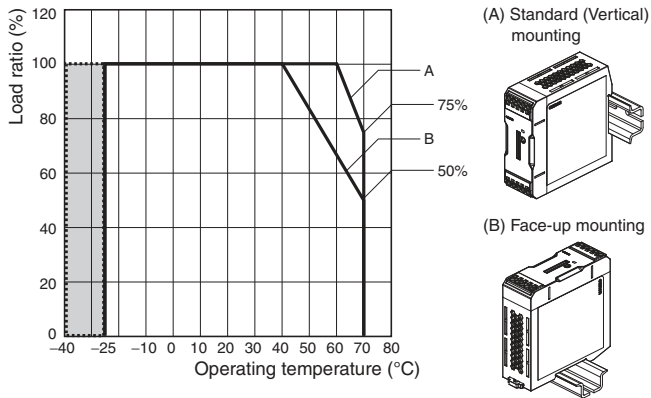 Load ratio (%)
120
100
80
60
40
20
0
−40 −25 −10 0 10 20 30 40 50 60 70 80
Operating temperature (°C)
A
75%
B
50%
(A) Standard (Vertical)
mounting
(B) Face-up mounting